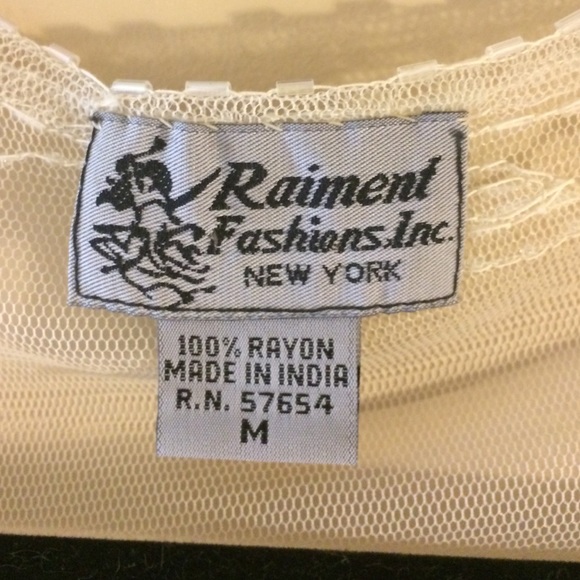 Raiment
Fashions, Inc.
NEW YORK
100% RAYON
MADE IN INDIA
R.N. 57654
M